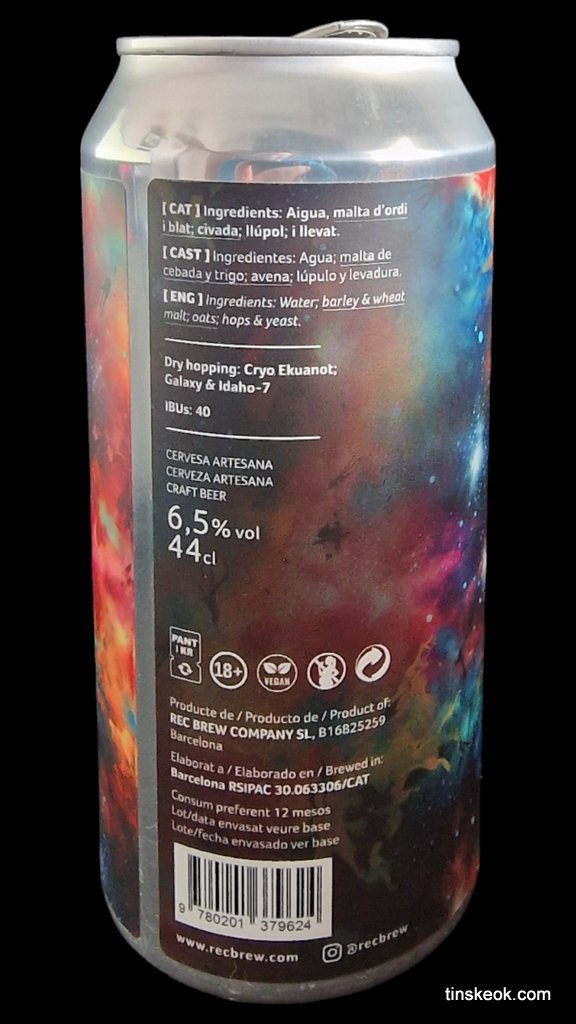 [ CAT ] Ingredients: Aigua, malta d'ordi
i blat; civada; llúpol; i llevat.
[ CAST ] Ingredientes: Agua; malta de
cebada y trigo; avena; lúpulo y levadura.
[ ENG ] Ingredients: Water; barley & wheat
malt; oats; hops & yeast.
Dry hopping: Cryo Ekuanot;
Galaxy & Idaho-7
IBUs: 40
CERVESA ARTESANA
CERVEZA ARTESANA
CRAFT BEER
6,5% vol
44cl
PANT
1 KR
18+
VEGAN
Producte de / Producto de / Product of:
REC BREW COMPANY SL, B16825259
Barcelona
Elaborat a / Elaborado en / Brewed in:
Barcelona RSIPAC 30.063306/CAT
Consum preferent 12 mesos
Lot/data envasat veure base
Lote/fecha envasado ver base
9 780201 379624
www.recbrew.com
@recbrew
tinskeok.com